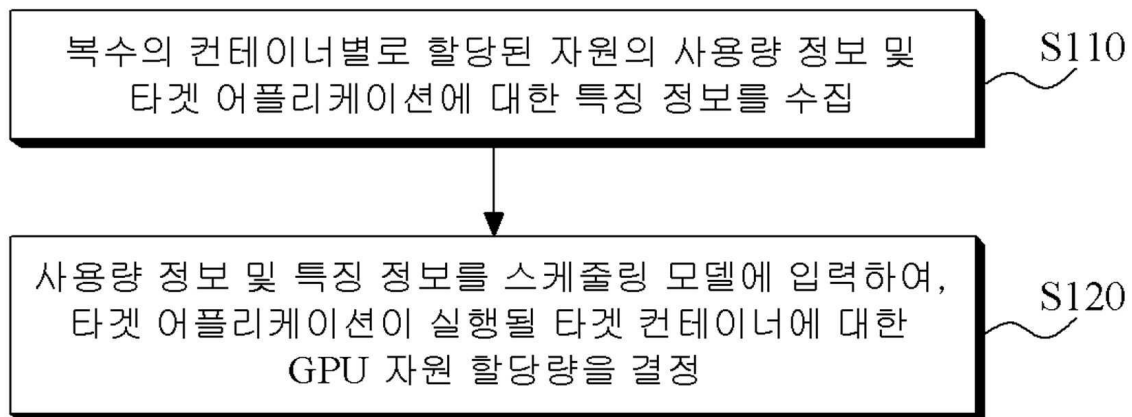 복수의 컨테이너별로 할당된 자원의 사용량 정보 및
타겟 어플리케이션에 대한 특징 정보를 수집
S110
사용량 정보 및 특징 정보를 스케줄링 모델에 입력하여,
타겟 어플리케이션이 실행될 타겟 컨테이너에 대한
GPU 자원 할당량을 결정
S120